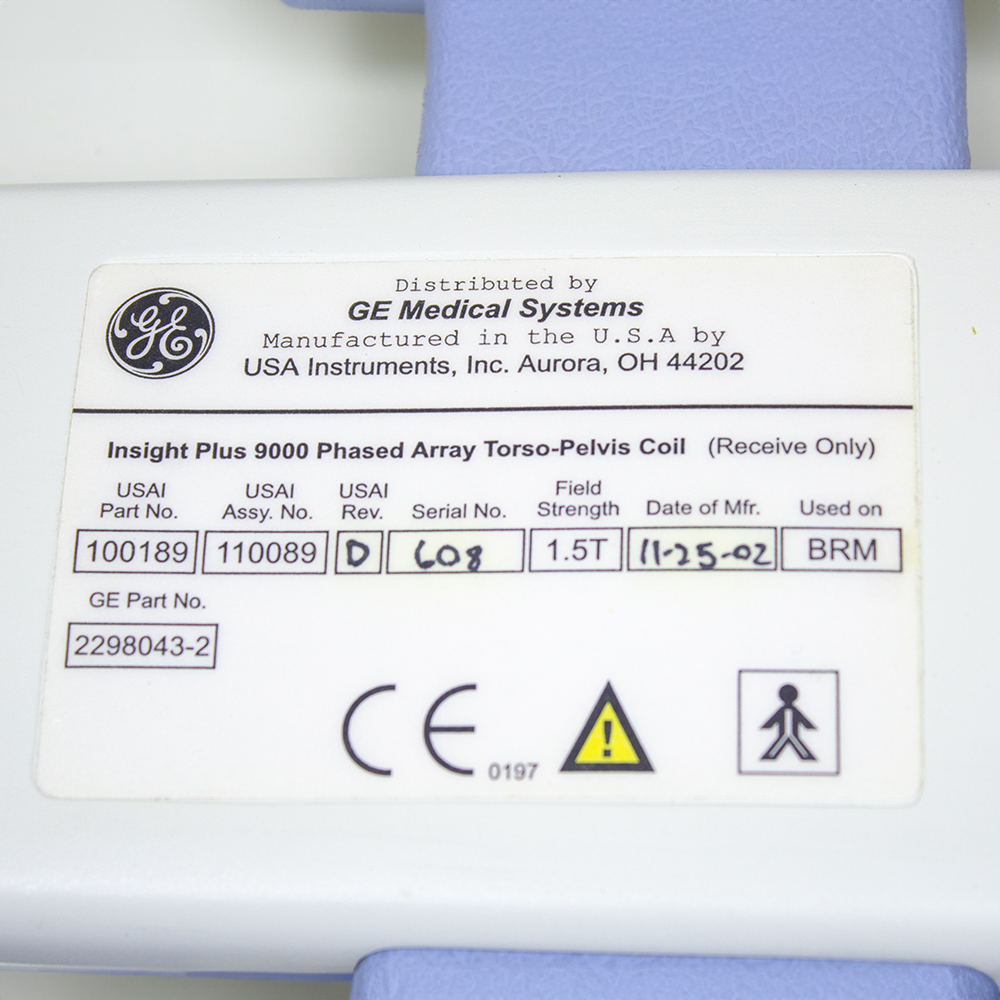 GE
Distributed by
GE Medical Systems
Manufactured in the U.S.A by
USA Instruments, Inc. Aurora, OH 44202
Insight Plus 9000 Phased Array Torso-Pelvis Coil (Receive Only)
USAI Part No. USAI Assy. No. USAI Rev. Serial No. Field Strength Date of Mfr. Used on
100189 110089 D 608 1.5T 11-25-02 BRM
GE Part No.
2298043-2
CE 0197
!